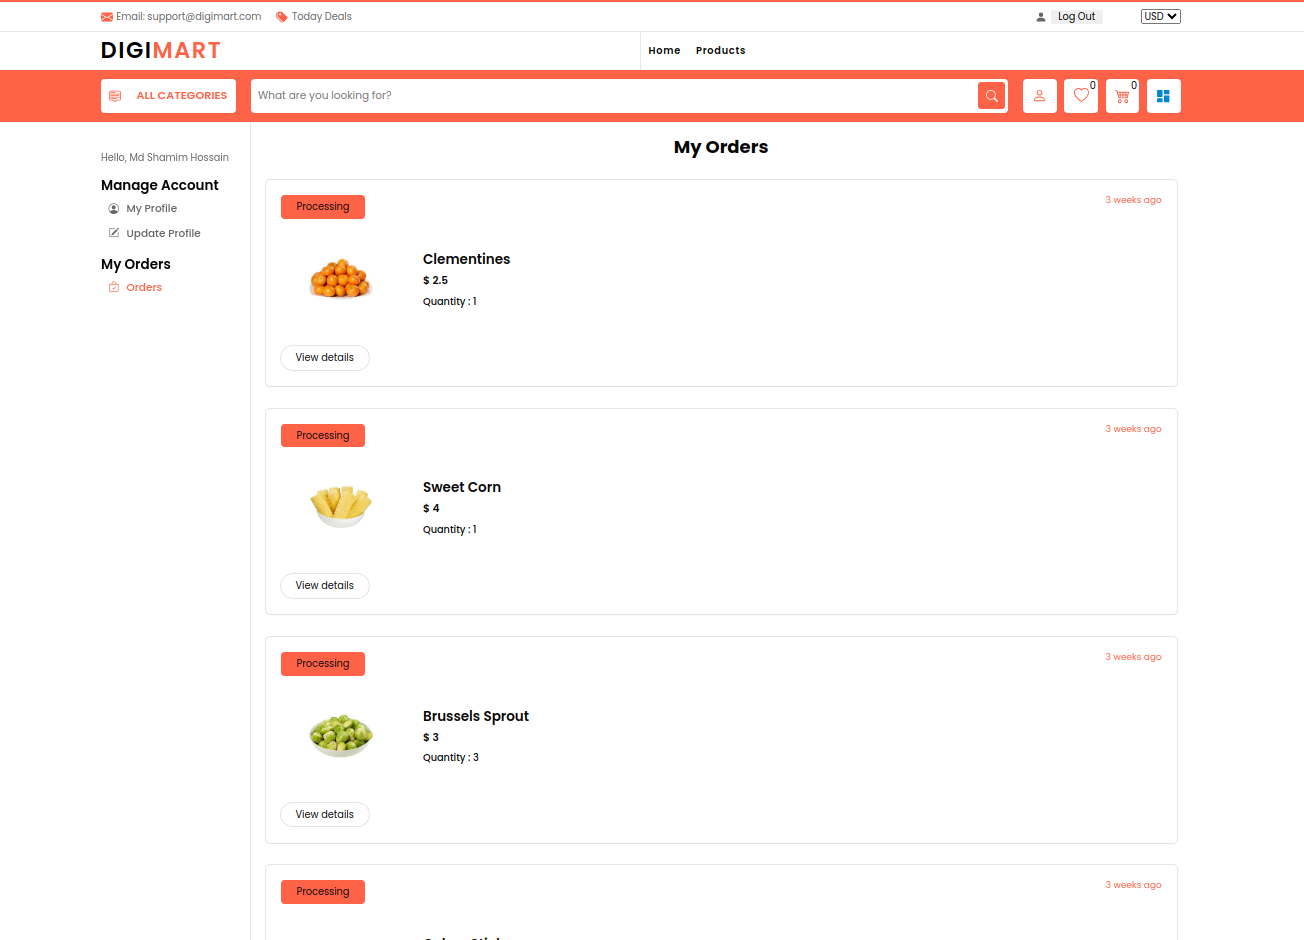 Email: support@digimart.com Today Deals Log Out USD
DIGIMART Home Products
ALL CATEGORIES What are you looking for? 0 0
Hello, Md Shamim Hossain
Manage Account
My Profile
Update Profile
My Orders
Orders
My Orders
Processing 3 weeks ago
Clementines
$ 2.5
Quantity : 1
View details
Processing 3 weeks ago
Sweet Corn
$ 4
Quantity : 1
View details
Processing 3 weeks ago
Brussels Sprout
$ 3
Quantity : 3
View details
Processing 3 weeks ago